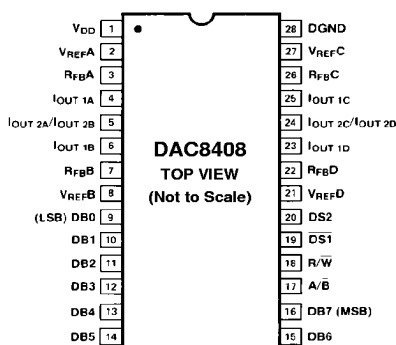 VDD 1
VREFA 2
RFBA 3
IOUT 1A 4
IOUT 2A/IOUT 2B 5
IOUT 1B 6
RFBB 7
VREFB 8
(LSB) DB0 9
DB1 10
DB2 11
DB3 12
DB4 13
DB5 14
DAC8408
TOP VIEW
(Not to Scale)
28 DGND
27 VREFC
26 RFBC
25 IOUT 1C
24 IOUT 2C/IOUT 2D
23 IOUT 1D
22 RFBD
21 VREFD
20 DS2
19 D̅S̅1̅
18 R/W̅
17 A/B̅
16 DB7 (MSB)
15 DB6